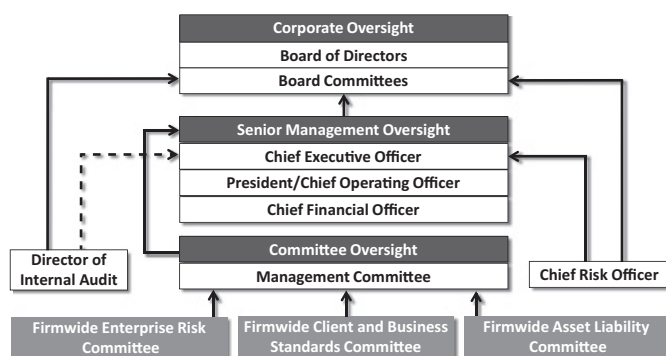 Corporate Oversight
Board of Directors
Board Committees
Senior Management Oversight
Chief Executive Officer
President/Chief Operating Officer
Chief Financial Officer
Committee Oversight
Management Committee
Director of
Internal Audit
Chief Risk Officer
Firmwide Enterprise Risk
Committee
Firmwide Client and Business
Standards Committee
Firmwide Asset Liability
Committee